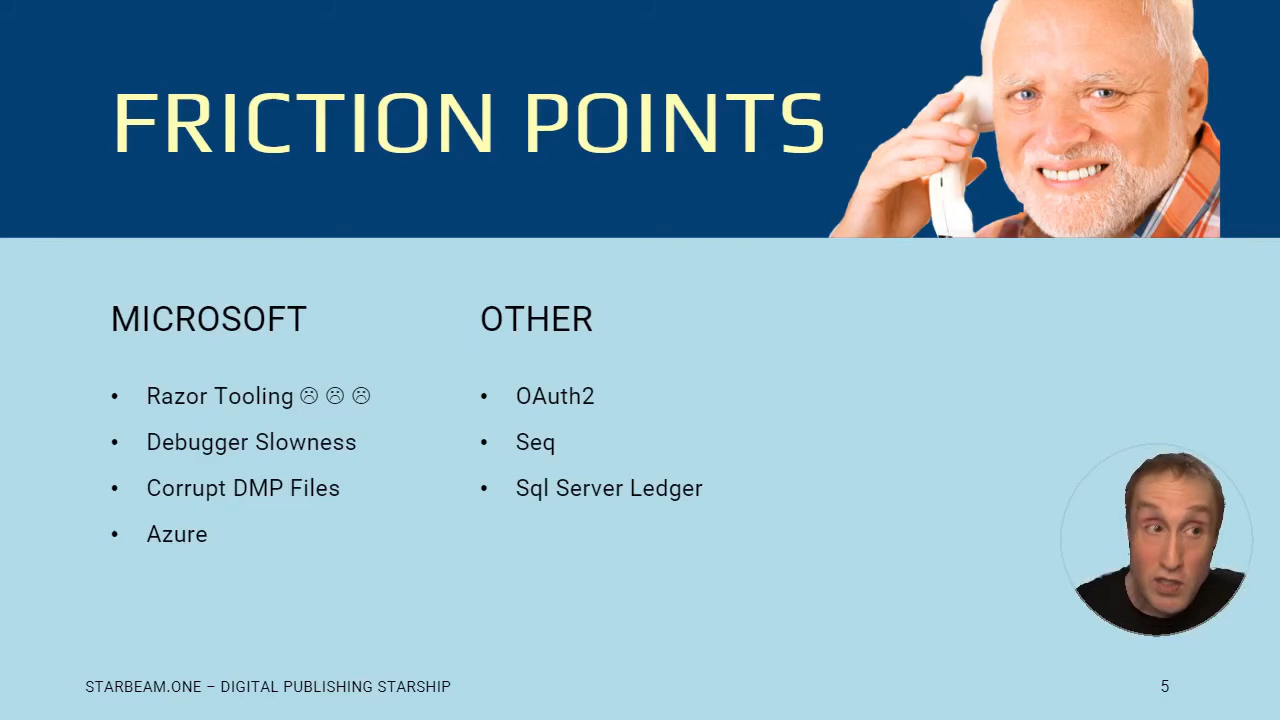 FRICTION POINTS
MICROSOFT
• Razor Tooling ☹ ☹ ☹
• Debugger Slowness
• Corrupt DMP Files
• Azure
OTHER
• OAuth2
• Seq
• Sql Server Ledger
STARBEAM.ONE – DIGITAL PUBLISHING STARSHIP
5